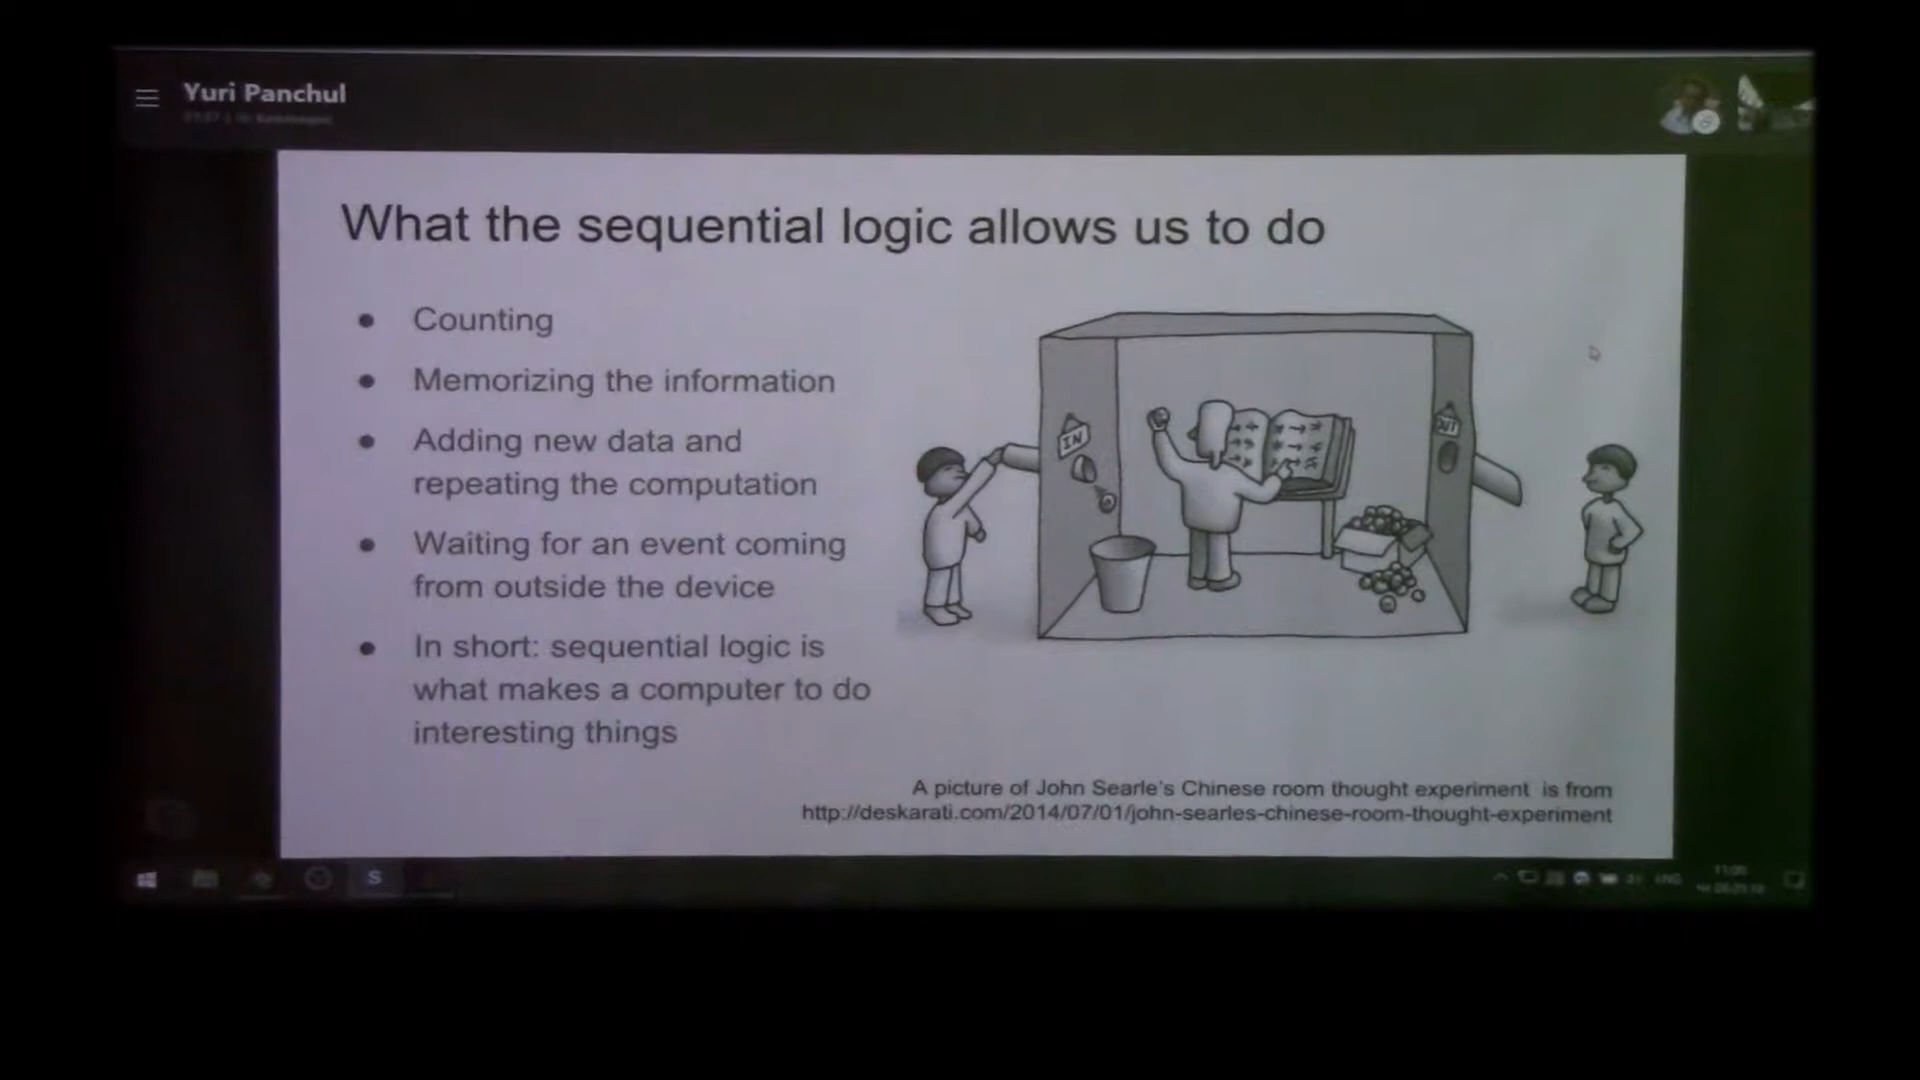 Yuri Panchul
What the sequential logic allows us to do
Counting
Memorizing the information
Adding new data and
repeating the computation
Waiting for an event coming
from outside the device
In short: sequential logic is
what makes a computer to do
interesting things
IN
A picture of John Searle's Chinese room thought experiment is from
http://deskarati.com/2014/07/01/john-searles-chinese-room-thought-experiment
S
ENG